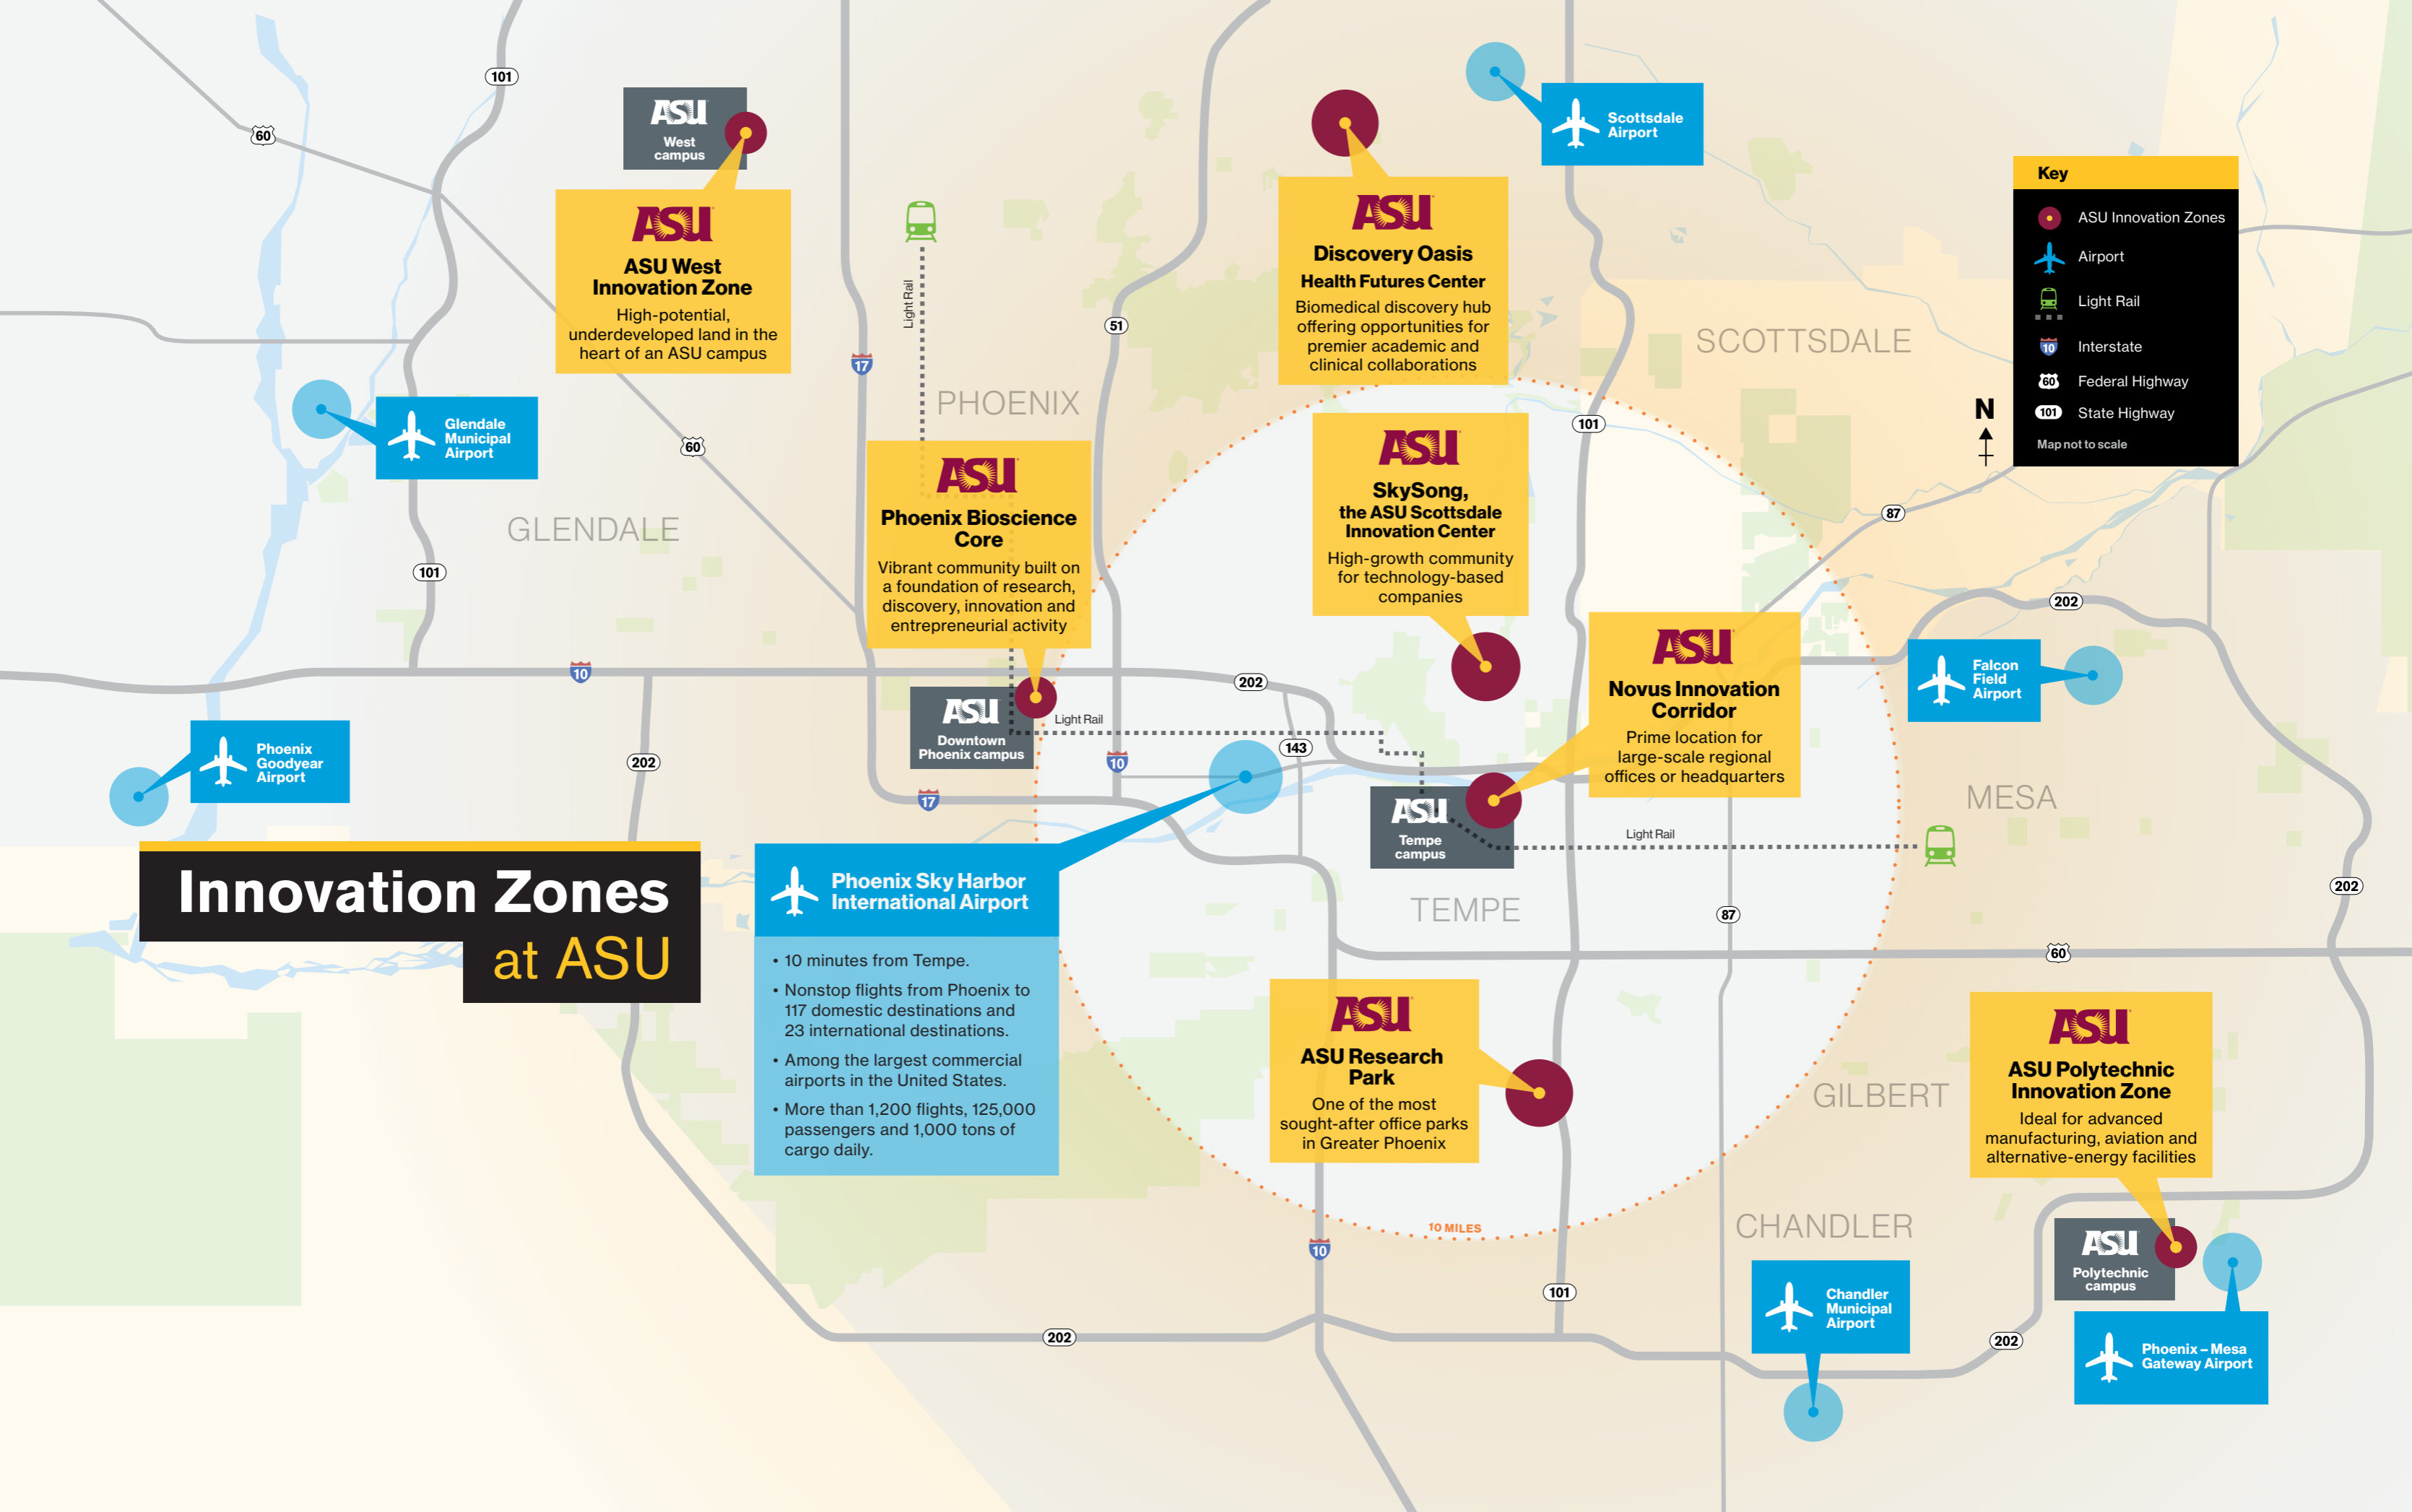 101
60
ASU
West
campus
ASU
ASU West
Innovation Zone
High-potential,
underdeveloped land in the
heart of an ASU campus
Light Rail
17
51
PHOENIX
ASU
Discovery Oasis
Health Futures Center
Biomedical discovery hub
offering opportunities for
premier academic and
clinical collaborations
Scottsdale
Airport
SCOTTSDALE
Key
ASU Innovation Zones
Airport
Light Rail
10
Interstate
60
Federal Highway
101
State Highway
Map not to scale
N
Glendale
Municipal
Airport
60
GLENDALE
101
ASU
Phoenix Bioscience
Core
Vibrant community built on
a foundation of research,
discovery, innovation and
entrepreneurial activity
ASU
SkySong,
the ASU Scottsdale
Innovation Center
High-growth community
for technology-based
companies
101
87
202
ASU
Novus Innovation
Corridor
Prime location for
large-scale regional
offices or headquarters
Falcon
Field
Airport
10
202
ASU
Downtown
Phoenix campus
Light Rail
143
10
17
Phoenix
Goodyear
Airport
202
ASU
Tempe
campus
Light Rail
MESA
TEMPE
87
202
60
Innovation Zones
at ASU
Phoenix Sky Harbor
International Airport
• 10 minutes from Tempe.
• Nonstop flights from Phoenix to
117 domestic destinations and
23 international destinations.
• Among the largest commercial
airports in the United States.
• More than 1,200 flights, 125,000
passengers and 1,000 tons of
cargo daily.
ASU
ASU Research
Park
One of the most
sought-after office parks
in Greater Phoenix
GILBERT
ASU
ASU Polytechnic
Innovation Zone
Ideal for advanced
manufacturing, aviation and
alternative-energy facilities
10 MILES
CHANDLER
10
101
202
Chandler
Municipal
Airport
202
ASU
Polytechnic
campus
Phoenix – Mesa
Gateway Airport